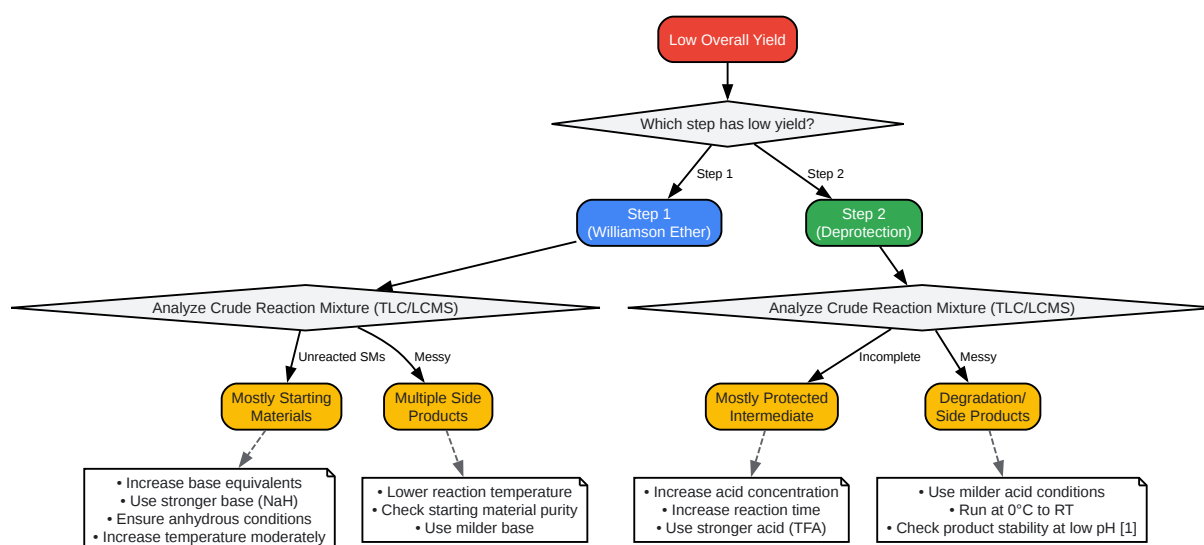 Low Overall Yield
Which step has low yield?
Step 1
Step 2
Step 1
(Williamson Ether)
Step 2
(Deprotection)
Analyze Crude Reaction Mixture (TLC/LCMS)
Analyze Crude Reaction Mixture (TLC/LCMS)
Unreacted SMs
Messy
Incomplete
Messy
Mostly Starting
Materials
Multiple Side
Products
Mostly Protected
Intermediate
Degradation/
Side Products
• Increase base equivalents
• Use stronger base (NaH)
• Ensure anhydrous conditions
• Increase temperature moderately
• Lower reaction temperature
• Check starting material purity
• Use milder base
• Increase acid concentration
• Increase reaction time
• Use stronger acid (TFA)
• Use milder acid conditions
• Run at 0°C to RT
• Check product stability at low pH [1]